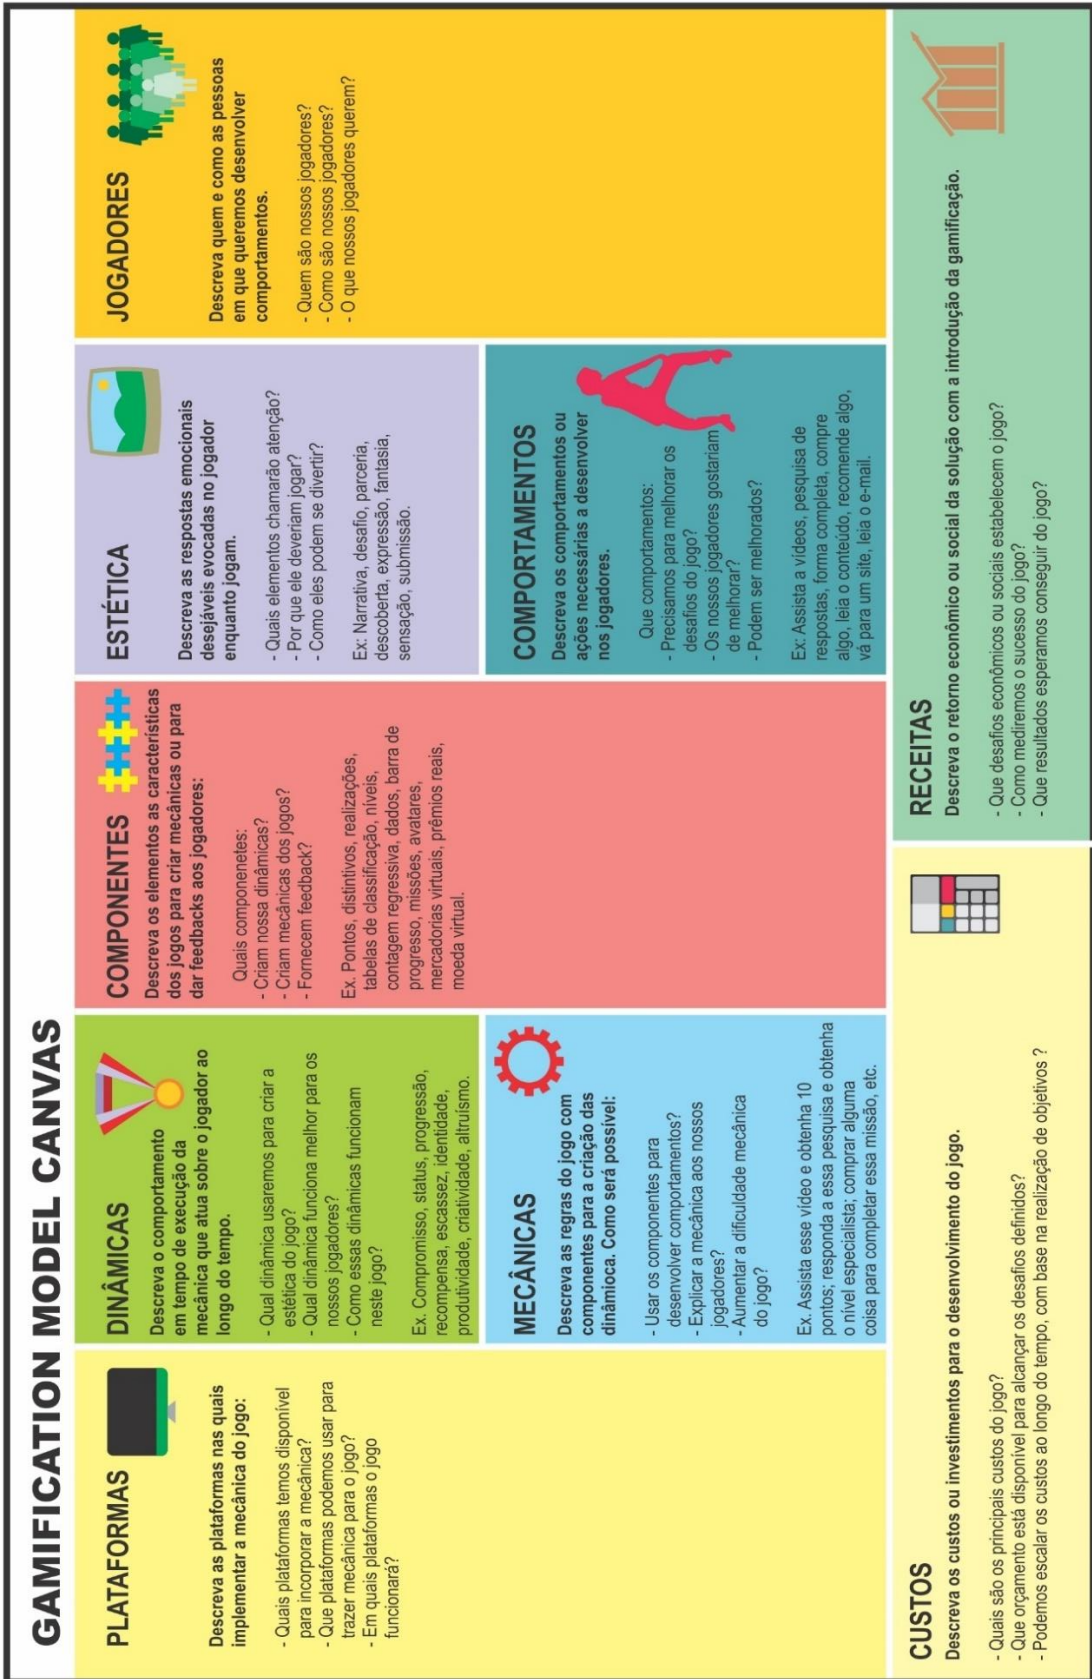 GAMIFICATION MODEL CANVAS
PLATAFORMAS
Descreva as plataformas nas quais
implementar a mecânica do jogo:
- Quais plataformas temos disponível
para incorporar a mecânica?
- Que plataformas podemos usar para
trazer mecânica para o jogo?
- Em quais plataformas o jogo
funcionará?
DINÂMICAS
Descreva o comportamento
em tempo de execução da
mecânica que atua sobre o jogador ao
longo do tempo.
- Qual dinâmica usaremos para criar a
estética do jogo?
- Qual dinâmica funciona melhor para os
nossos jogadores?
- Como essas dinâmicas funcionam
neste jogo?
Ex. Compromisso, status, progressão,
recompensa, escassez, identidade,
produtividade, criatividade, altruísmo.
MECÂNICAS
Descreva as regras do jogo com
componentes para a criação das
dinâmioca. Como será possível:
- Usar os componentes para
desenvolver comportamentos?
- Explicar a mecânica aos nossos
jogadores?
- Aumentar a dificuldade mecânica
do jogo?
Ex. Assista esse vídeo e obtenha 10
pontos; responda a essa pesquisa e obtenha
o nível especialista; comprar alguma
coisa para completar essa missão, etc.
COMPONENTES
Descreva os elementos as características
dos jogos para criar mecânicas ou para
dar feedbacks aos jogadores:
Quais componenetes:
- Criam nossa dinâmicas?
- Criam mecânicas dos jogos?
- Fornecem feedback?
Ex. Pontos, distintivos, realizações,
tabelas de classificação, níveis,
contagem regressiva, dados, barra de
progresso, missões, avatares,
mercadorias virtuais, prêmios reais,
moeda virtual.
ESTÉTICA
Descreva as respostas emocionais
desejáveis evocadas no jogador
enquanto jogam.
- Quais elementos chamarão atenção?
- Por que ele deveriam jogar?
- Como eles podem se divertir?
Ex: Narrativa, desafio, parceria,
descoberta, expressão, fantasia,
sensação, submissão.
COMPORTAMENTOS
Descreva os comportamentos ou
ações necessárias a desenvolver
nos jogadores.
Que comportamentos:
- Precisamos para melhorar os
desafios do jogo?
- Os nossos jogadores gostariam
de melhorar?
- Podem ser melhorados?
Ex: Assista a vídeos, pesquisa de
respostas, forma completa, compre
algo, leia o conteúdo, recomende algo,
vá para um site, leia o e-mail.
JOGADORES
Descreva quem e como as pessoas
em que queremos desenvolver
comportamentos.
- Quem são nossos jogadores?
- Como são nossos jogadores?
- O que nossos jogadores querem?
CUSTOS
Descreva os custos ou investimentos para o desenvolvimento do jogo.
- Quais são os principais custos do jogo?
- Que orçamento está disponível para alcançar os desafios definidos?
- Podemos escalar os custos ao longo do tempo, com base na realização de objetivos ?
RECEITAS
Descreva o retorno econômico ou social da solução com a introdução da gamificação.
- Que desafios econômicos ou sociais estabelecem o jogo?
- Como mediremos o sucesso do jogo?
- Que resultados esperamos conseguir do jogo?